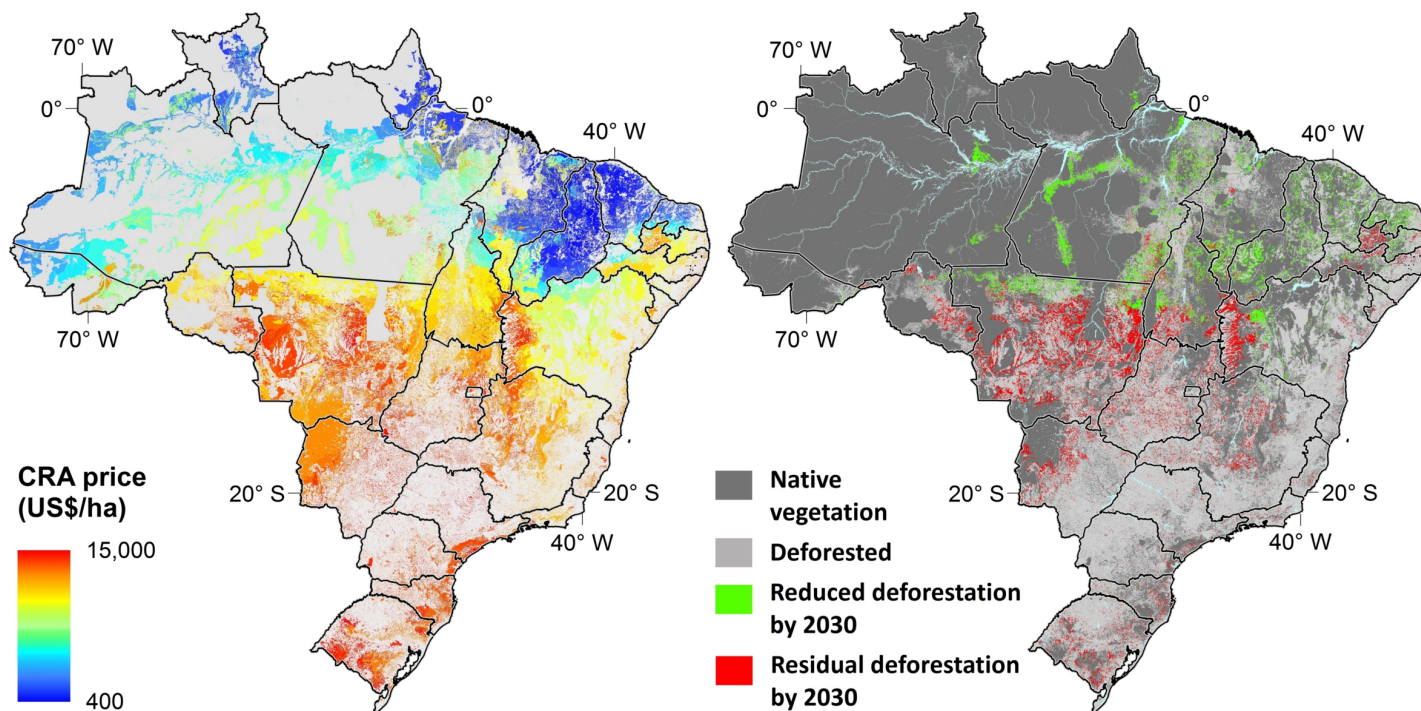 70° W
0°
0°
40° W
70° W
20° S
20° S
40° W
CRA price
(US$/ha)
15,000
400
70° W
0°
0°
40° W
70° W
20° S
20° S
40° W
Native
vegetation
Deforested
Reduced deforestation
by 2030
Residual deforestation
by 2030